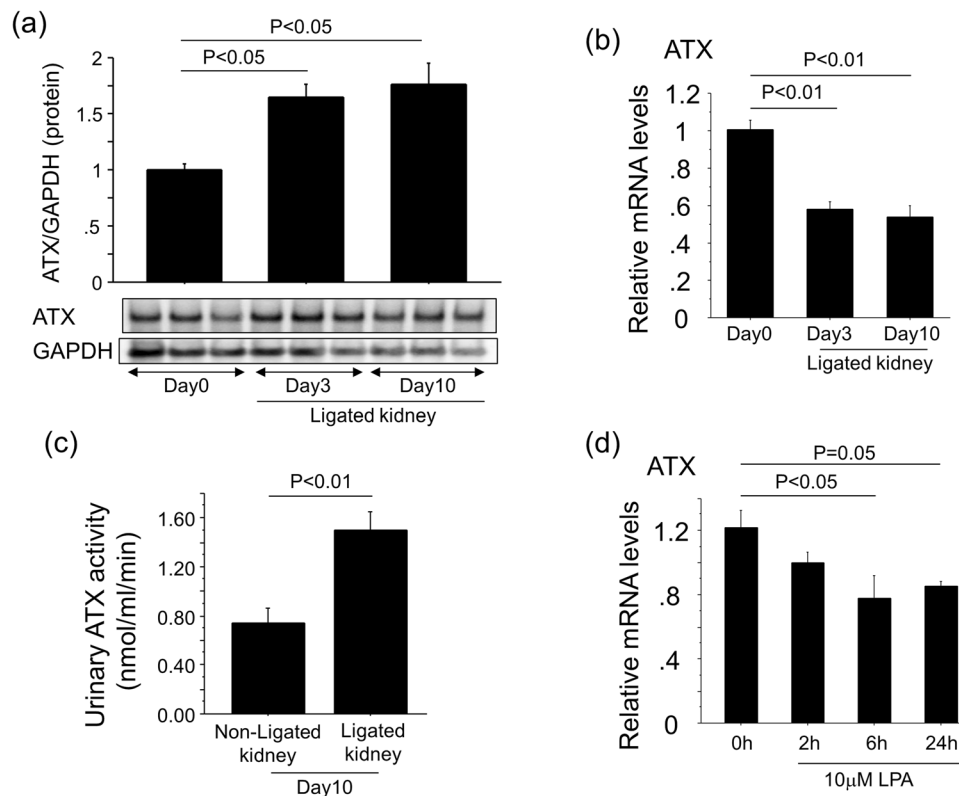 (a)
P<0.05
P<0.05
ATX/GAPDH (protein)
2
1.5
1
.5
0
ATX
GAPDH
Day0 Day3 Day10
Ligated kidney
(b)
ATX
P<0.01
P<0.01
Relative mRNA levels
1.2
1
.8
.6
.4
.2
0
Day0 Day3 Day10
Ligated kidney
(c)
P<0.01
Urinary ATX activity
(nmol/ml/min)
1.60
1.20
0.80
0.40
0.00
Non-Ligated kidney
Ligated kidney
Day10
(d)
ATX
P=0.05
P<0.05
Relative mRNA levels
1.2
.8
.4
0
0h 2h 6h 24h
10μM LPA